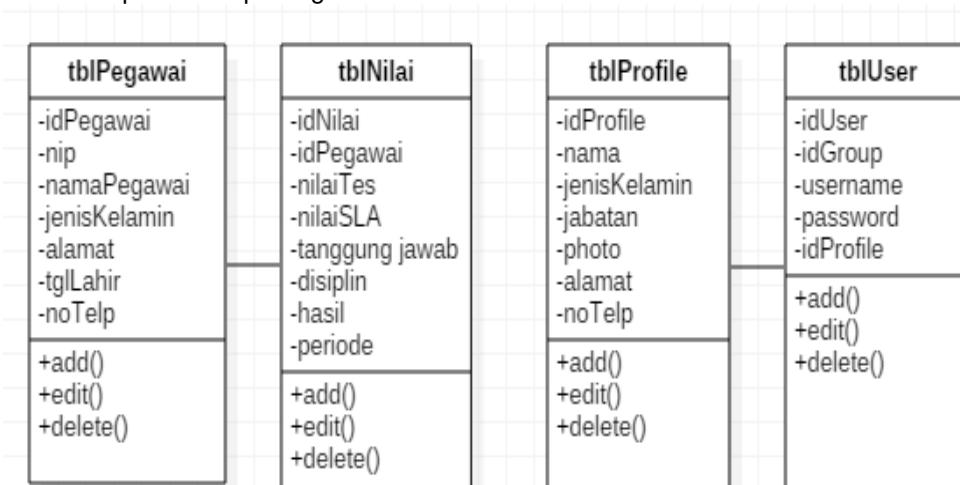 tblPegawai
-idPegawai
-nip
-namaPegawai
-jenisKelamin
-alamat
-tglLahir
-noTelp
+add()
+edit()
+delete()
tblNilai
-idNilai
-idPegawai
-nilaiTes
-nilaiSLA
-tanggung jawab
-disiplin
-hasil
-periode
+add()
+edit()
+delete()
tblProfile
-idProfile
-nama
-jenisKelamin
-jabatan
-photo
-alamat
-noTelp
+add()
+edit()
+delete()
tblUser
-idUser
-idGroup
-username
-password
-idProfile
+add()
+edit()
+delete()